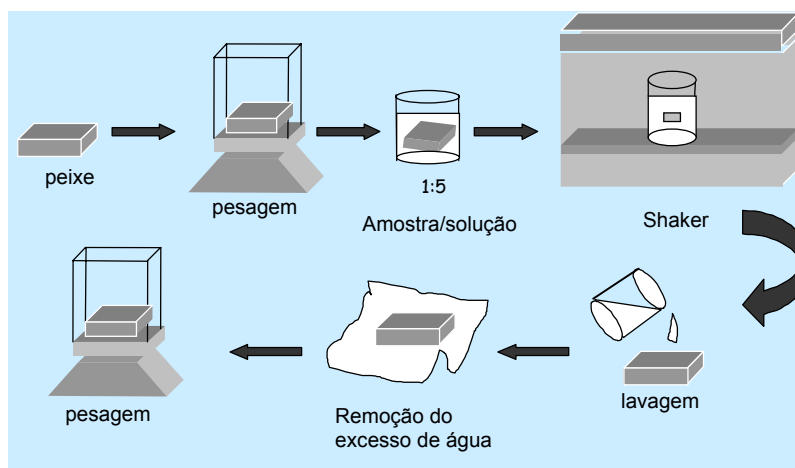 peixe
pesagem
1:5
Amostra/solução
Shaker
lavagem
Remoção do
excesso de água
pesagem